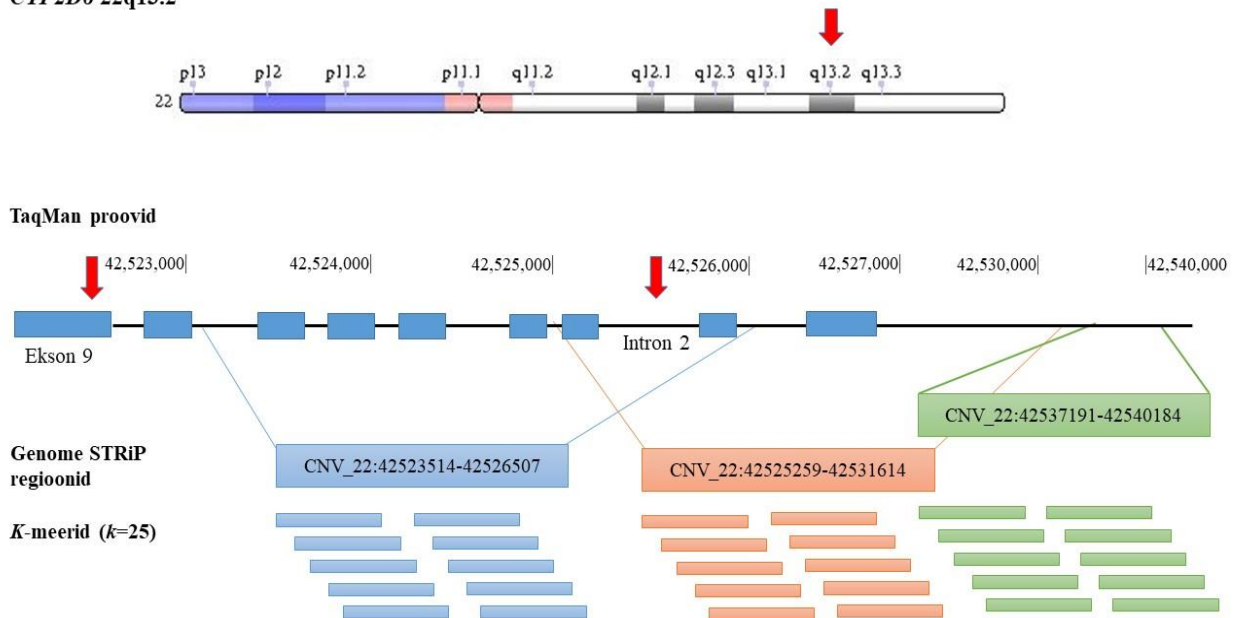 CYP2D6 22q13.2
p13 p12 p11.2 p11.1 q11.2 q12.1 q12.3 q13.1 q13.2 q13.3
22
TaqMan proovid
42,523,000 42,524,000 42,525,000 42,526,000 42,527,000 42,530,000 42,540,000
Ekson 9
Intron 2
CNV_22:42537191-42540184
Genome STRiP
regioonid
CNV_22:42523514-42526507
CNV_22:42525259-42531614
K-meerid (k=25)